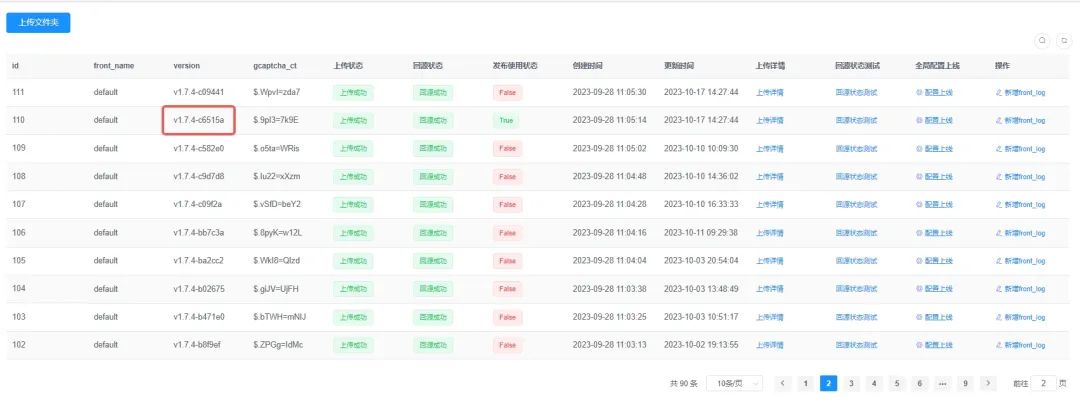 上传文件夹
id front_name version gcaptcha_ct 上传状态 回源状态 发布使用状态 创建时间 更新时间 上传详情 回源状态测试 全局配置上线 操作
111 default v1.7.4-c09441 $.WpvI=zda7 上传成功 回源成功 False 2023-09-28 11:05:30 2023-10-17 14:27:44 上传详情 回源状态测试 配置上线 新增front_log
110 default v1.7.4-c6515a $.9pI3=7k9E 上传成功 回源成功 True 2023-09-28 11:05:14 2023-10-17 14:27:44 上传详情 回源状态测试 配置上线 新增front_log
109 default v1.7.4-c582e0 $.o5ta=WRis 上传成功 回源成功 False 2023-09-28 11:05:02 2023-10-10 10:09:30 上传详情 回源状态测试 配置上线 新增front_log
108 default v1.7.4-c9d7d8 $.Iu22=xXzm 上传成功 回源成功 False 2023-09-28 11:04:48 2023-10-10 14:36:02 上传详情 回源状态测试 配置上线 新增front_log
107 default v1.7.4-c09f2a $.vSfD=beY2 上传成功 回源成功 False 2023-09-28 11:04:28 2023-10-10 16:33:33 上传详情 回源状态测试 配置上线 新增front_log
106 default v1.7.4-bb7c3a $.8pyK=w12L 上传成功 回源成功 False 2023-09-28 11:04:16 2023-10-11 09:29:38 上传详情 回源状态测试 配置上线 新增front_log
105 default v1.7.4-ba2cc2 $.WkI8=QIzd 上传成功 回源成功 False 2023-09-28 11:04:04 2023-10-03 20:54:04 上传详情 回源状态测试 配置上线 新增front_log
104 default v1.7.4-b02675 $.giJV=UjFH 上传成功 回源成功 False 2023-09-28 11:03:38 2023-10-03 13:48:49 上传详情 回源状态测试 配置上线 新增front_log
103 default v1.7.4-b471e0 $.bTWH=mNIJ 上传成功 回源成功 False 2023-09-28 11:03:25 2023-10-03 10:51:17 上传详情 回源状态测试 配置上线 新增front_log
102 default v1.7.4-b8f9ef $.ZPGg=IdMc 上传成功 回源成功 False 2023-09-28 11:03:13 2023-10-02 19:13:55 上传详情 回源状态测试 配置上线 新增front_log
共 90 条 10条/页 1 2 3 4 5 6 ••• 9 前往 2 页